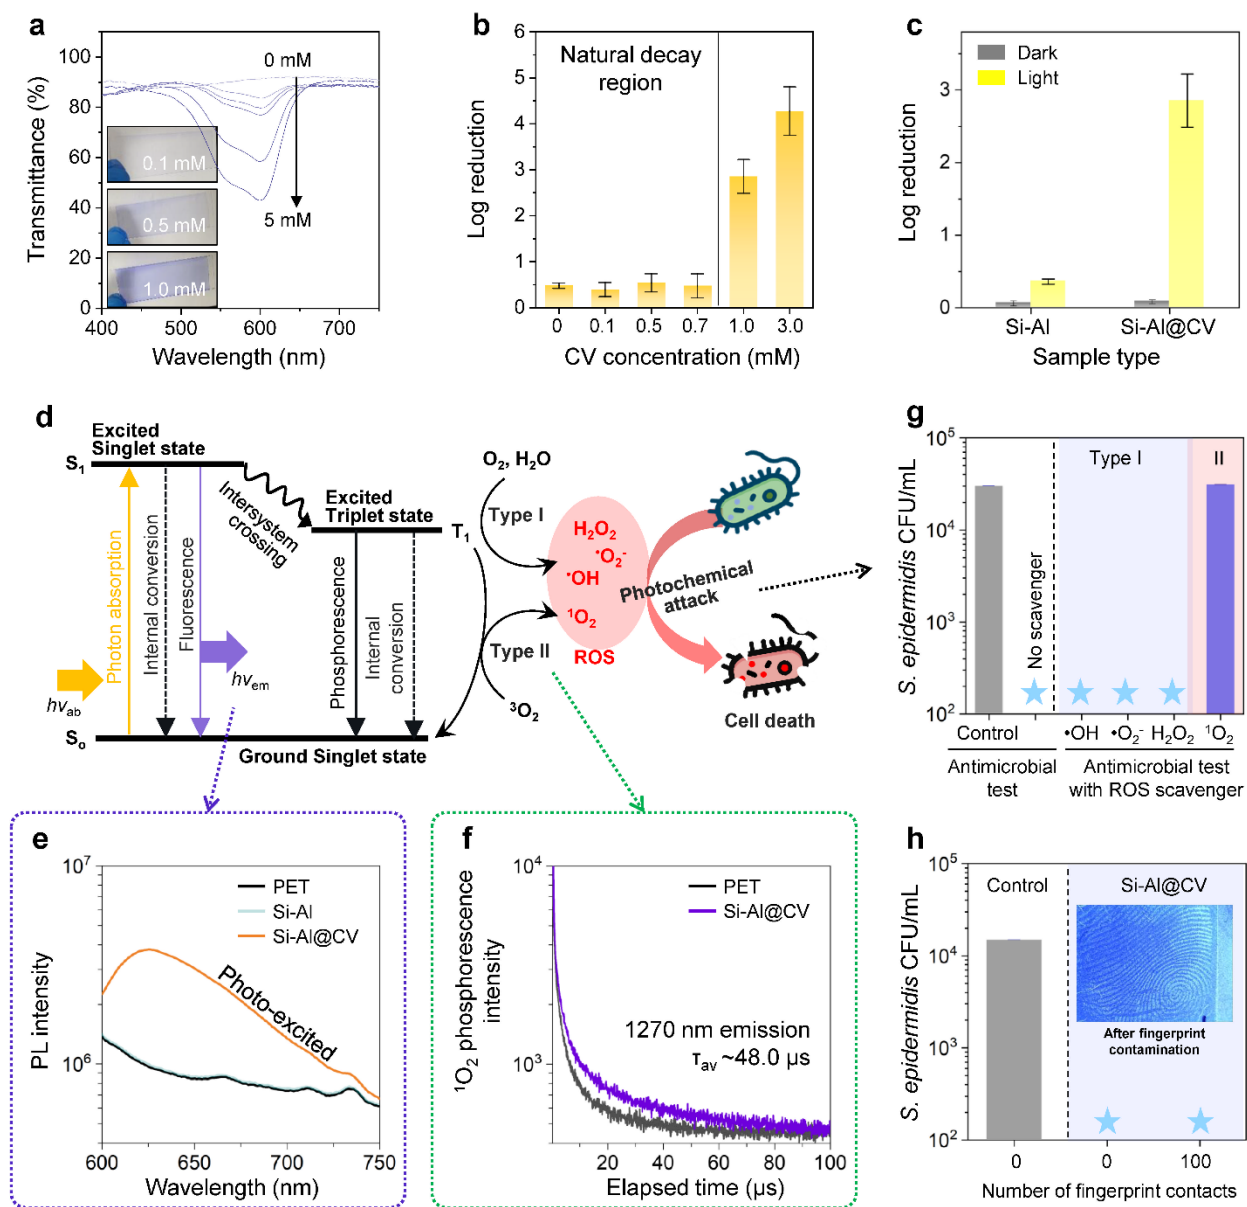 a
Transmittance (%)
100
80
60
40
20
0
0 mM
5 mM
0.1 mM
0.5 mM
1.0 mM
400
500
600
700
Wavelength (nm)
b
Log reduction
6
5
4
3
2
1
0
Natural decay
region
0
0.1
0.5
0.7
1.0
3.0
CV concentration (mM)
c
Log reduction
3
2
1
0
Dark
Light
Si-Al
Si-Al@CV
Sample type
d
Excited
Singlet state
S₁
Intersystem
crossing
Excited
Triplet state
T₁
Photon absorption
Internal conversion
Fluorescence
Phosphorescence
Internal
conversion
hνab
hνem
S₀
Ground Singlet state
O₂, H₂O
Type I
Type II
³O₂
H₂O₂
•O₂⁻
•OH
¹O₂
ROS
Photochemical
attack
Cell death
g
S. epidermidis CFU/mL
10⁵
10⁴
10³
10²
No scavenger
Type I
II
Control
•OH
•O₂⁻
H₂O₂
¹O₂
Antimicrobial
test
Antimicrobial test
with ROS scavenger
e
PL intensity
10⁷
10⁶
PET
Si-Al
Si-Al@CV
Photo-excited
600
650
700
750
Wavelength (nm)
f
¹O₂ phosphorescence
intensity
10⁴
10³
PET
Si-Al@CV
1270 nm emission
τav ~48.0 µs
20
40
60
80
100
Elapsed time (µs)
h
S. epidermidis CFU/mL
10⁵
10⁴
10³
10²
Control
Si-Al@CV
After fingerprint
contamination
0
0
100
Number of fingerprint contacts